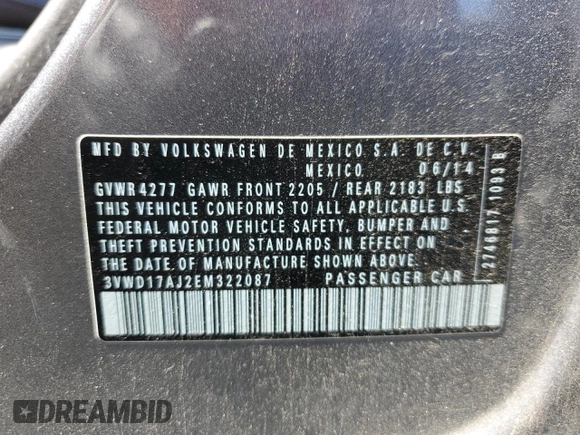 MFD BY VOLKSWAGEN DE MEXICO S.A. DE C.V.
MEXICO 06/14
GVWR 4277 GAWR FRONT 2205 / REAR 2183 LBS
THIS VEHICLE CONFORMS TO ALL APPLICABLE U.S.
FEDERAL MOTOR VEHICLE SAFETY, BUMPER AND
THEFT PREVENTION STANDARDS IN EFFECT ON
THE DATE OF MANUFACTURE SHOWN ABOVE.
3VWD17AJ2EM322087 PASSENGER CAR
2746817 1093 B
DREAMBID